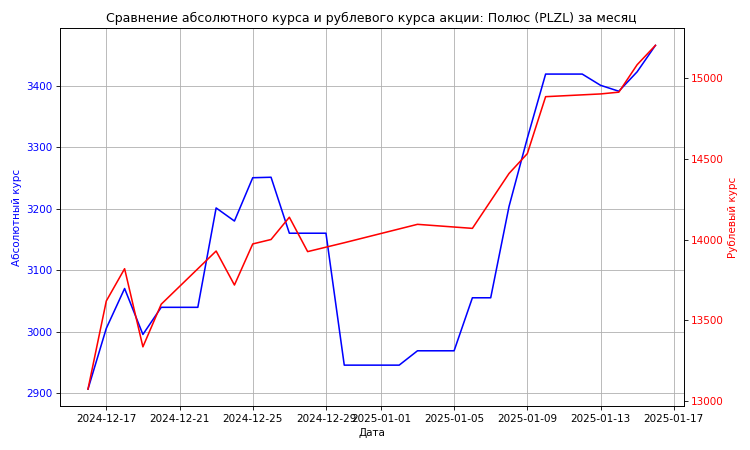 Сравнение абсолютного курса и рублевого курса акции: Полюс (PLZL) за месяц
Абсолютный курс
3400
3300
3200
3100
3000
2900
15000
14500
14000
13500
13000
Рублевый курс
2024-12-17 2024-12-21 2024-12-25 2024-12-29 2025-01-01 2025-01-05 2025-01-09 2025-01-13 2025-01-17
Дата